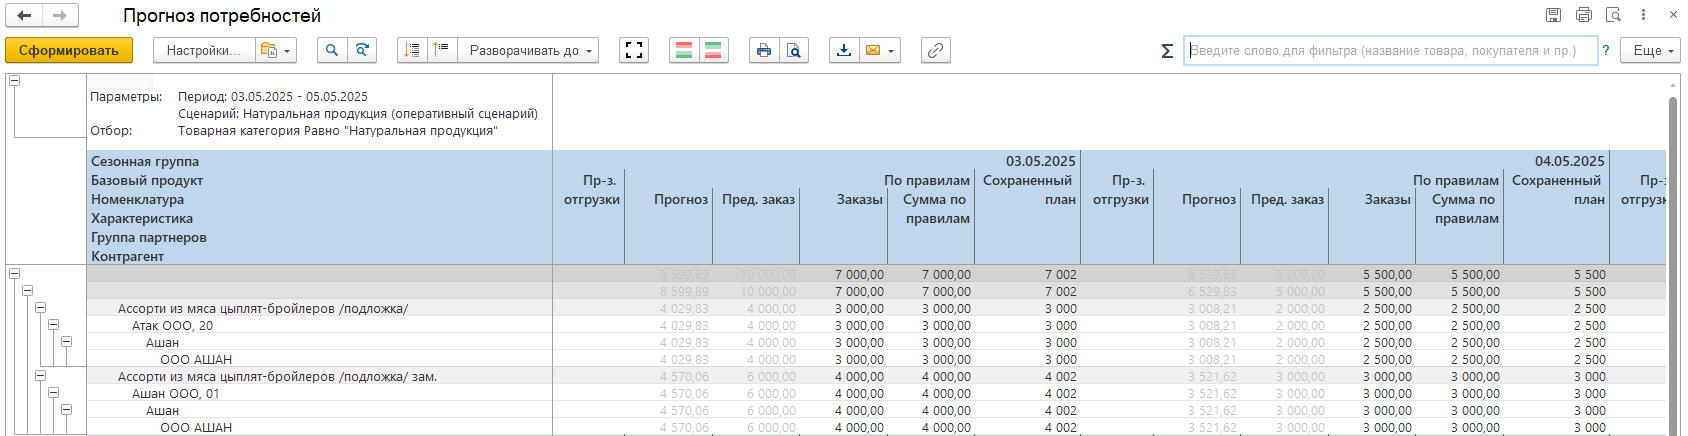 Прогноз потребностей
Сформировать Настройки... Разворачивать до Σ Введите слово для фильтра (название товара, покупателя и пр.) ? Еще
Параметры: Период: 03.05.2025 - 05.05.2025
Сценарий: Натуральная продукция (оперативный сценарий)
Отбор: Товарная категория Равно "Натуральная продукция"
Сезонная группа 03.05.2025 04.05.2025
Базовый продукт Пр-з. По правилам Сохраненный Пр-з. По правилам Сохраненный Пр-з
Номенклатура отгрузки Прогноз Пред. заказ Заказы Сумма по план отгрузки Прогноз Пред. заказ Заказы Сумма по план отгрузк
Характеристика правилам правилам
Группа партнеров
Контрагент
8 599,89 10 000,00 7 000,00 7 000,00 7 002 6 529,83 5 000,00 5 500,00 5 500,00 5 500
8 599,89 10 000,00 7 000,00 7 000,00 7 002 6 529,83 5 000,00 5 500,00 5 500,00 5 500
Ассорти из мяса цыплят-бройлеров /подложка/ 4 029,83 4 000,00 3 000,00 3 000,00 3 000 3 008,21 2 000,00 2 500,00 2 500,00 2 500
Атак ООО, 20 4 029,83 4 000,00 3 000,00 3 000,00 3 000 3 008,21 2 000,00 2 500,00 2 500,00 2 500
Ашан 4 029,83 4 000,00 3 000,00 3 000,00 3 000 3 008,21 2 000,00 2 500,00 2 500,00 2 500
ООО АШАН 4 029,83 4 000,00 3 000,00 3 000,00 3 000 3 008,21 2 000,00 2 500,00 2 500,00 2 500
Ассорти из мяса цыплят-бройлеров /подложка/ зам. 4 570,06 6 000,00 4 000,00 4 000,00 4 002 3 521,62 3 000,00 3 000,00 3 000,00 3 000
Ашан ООО, 01 4 570,06 6 000,00 4 000,00 4 000,00 4 002 3 521,62 3 000,00 3 000,00 3 000,00 3 000
Ашан 4 570,06 6 000,00 4 000,00 4 000,00 4 002 3 521,62 3 000,00 3 000,00 3 000,00 3 000
ООО АШАН 4 570,06 6 000,00 4 000,00 4 000,00 4 002 3 521,62 3 000,00 3 000,00 3 000,00 3 000